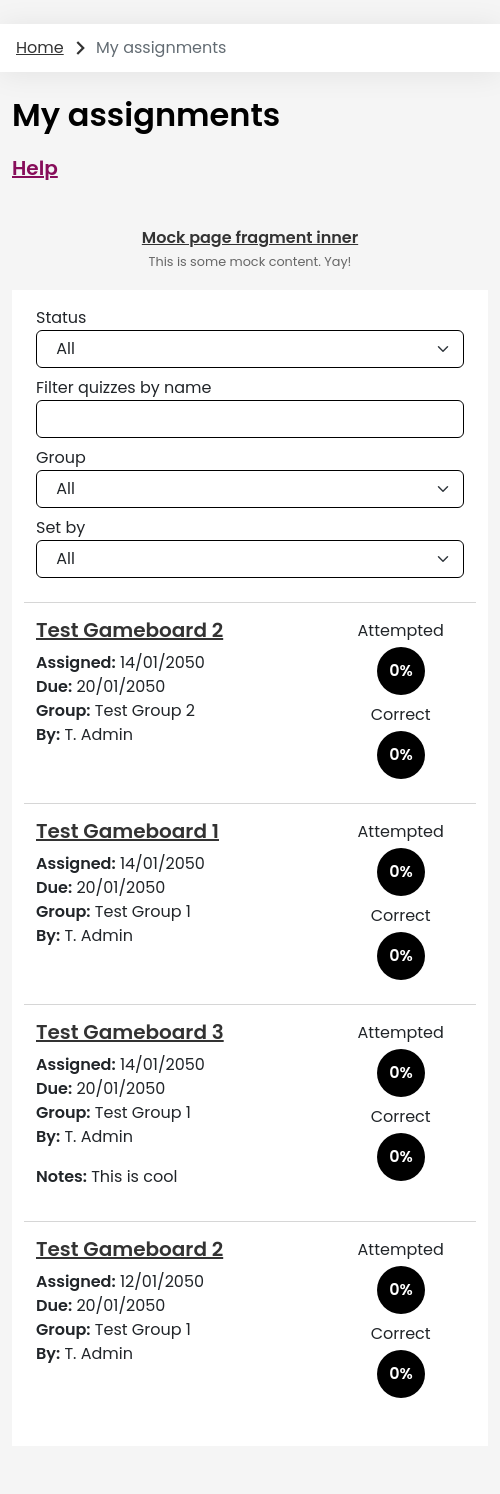 Home > My assignments
My assignments
Help
Mock page fragment inner
This is some mock content. Yay!
Status
All
Filter quizzes by name
Group
All
Set by
All
Test Gameboard 2
Assigned: 14/01/2050
Due: 20/01/2050
Group: Test Group 2
By: T. Admin
Attempted
0%
Correct
0%
Test Gameboard 1
Assigned: 14/01/2050
Due: 20/01/2050
Group: Test Group 1
By: T. Admin
Attempted
0%
Correct
0%
Test Gameboard 3
Assigned: 14/01/2050
Due: 20/01/2050
Group: Test Group 1
By: T. Admin
Notes: This is cool
Attempted
0%
Correct
0%
Test Gameboard 2
Assigned: 12/01/2050
Due: 20/01/2050
Group: Test Group 1
By: T. Admin
Attempted
0%
Correct
0%